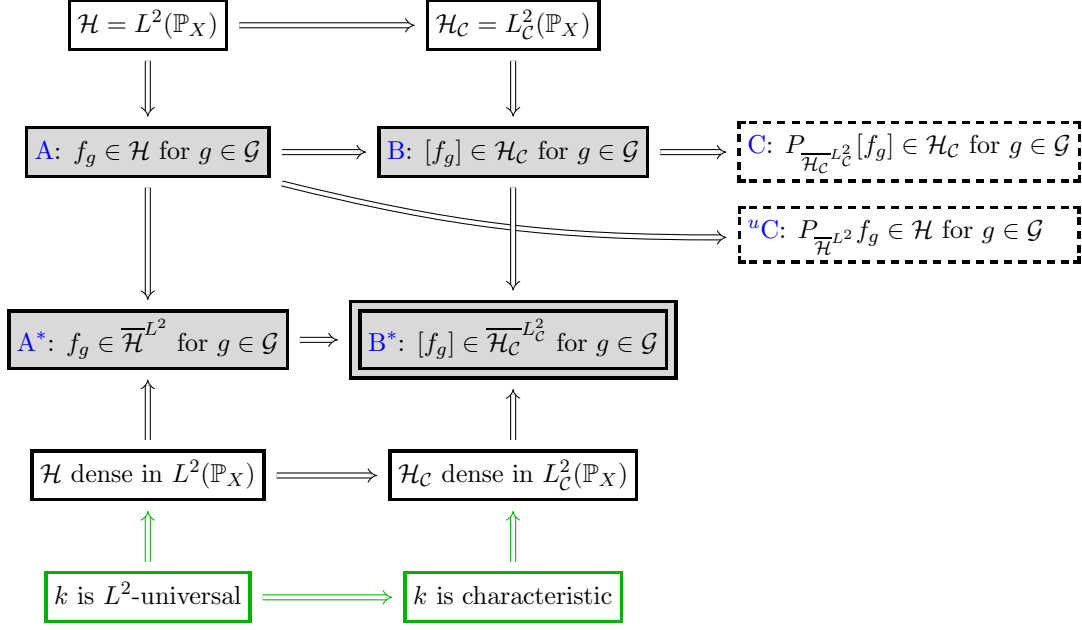 ℋ = L²(ℙ_X)
ℋ_𝒞 = L²_𝒞(ℙ_X)
A: f_g ∈ ℋ for g ∈ 𝒢
B: [f_g] ∈ ℋ_𝒞 for g ∈ 𝒢
C: P_{\overline{ℋ_𝒞}^{L²_𝒞}}[f_g] ∈ ℋ_𝒞 for g ∈ 𝒢
ᵘC: P_{\overline{ℋ}^{L²}} f_g ∈ ℋ for g ∈ 𝒢
A*: f_g ∈ \overline{ℋ}^{L²} for g ∈ 𝒢
B*: [f_g] ∈ \overline{ℋ_𝒞}^{L²_𝒞} for g ∈ 𝒢
ℋ dense in L²(ℙ_X)
ℋ_𝒞 dense in L²_𝒞(ℙ_X)
k is L²-universal
k is characteristic